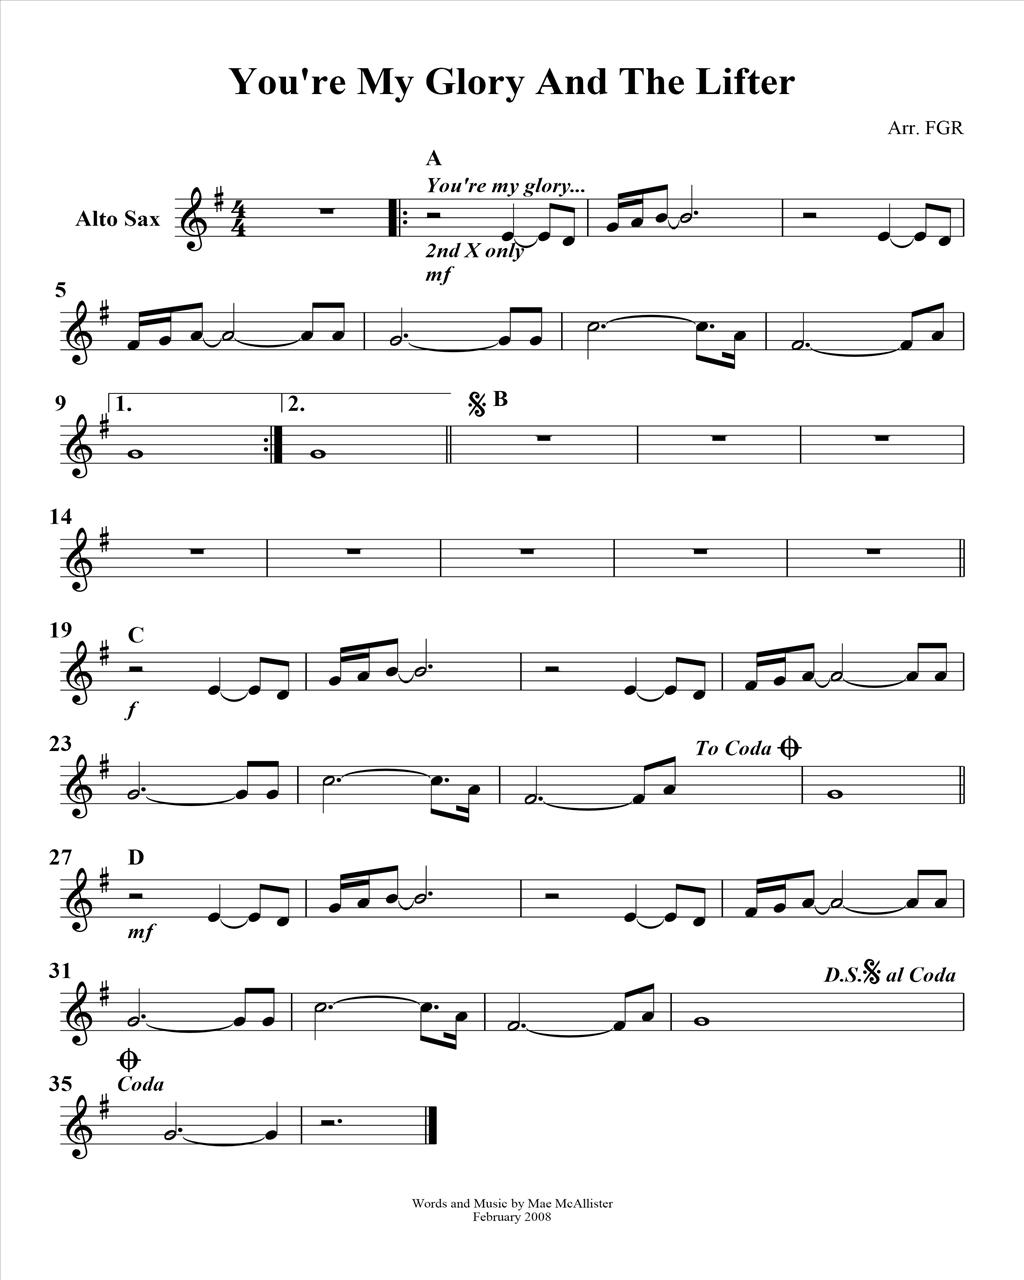 You're My Glory And The Lifter
Arr. FGR
A
You're my glory...
Alto Sax
2nd X only
mf
5
9
1.
2.
B
14
19
C
f
23
To Coda
27
D
mf
31
D.S. al Coda
35
Coda
Words and Music by Mae McAllister
February 2008